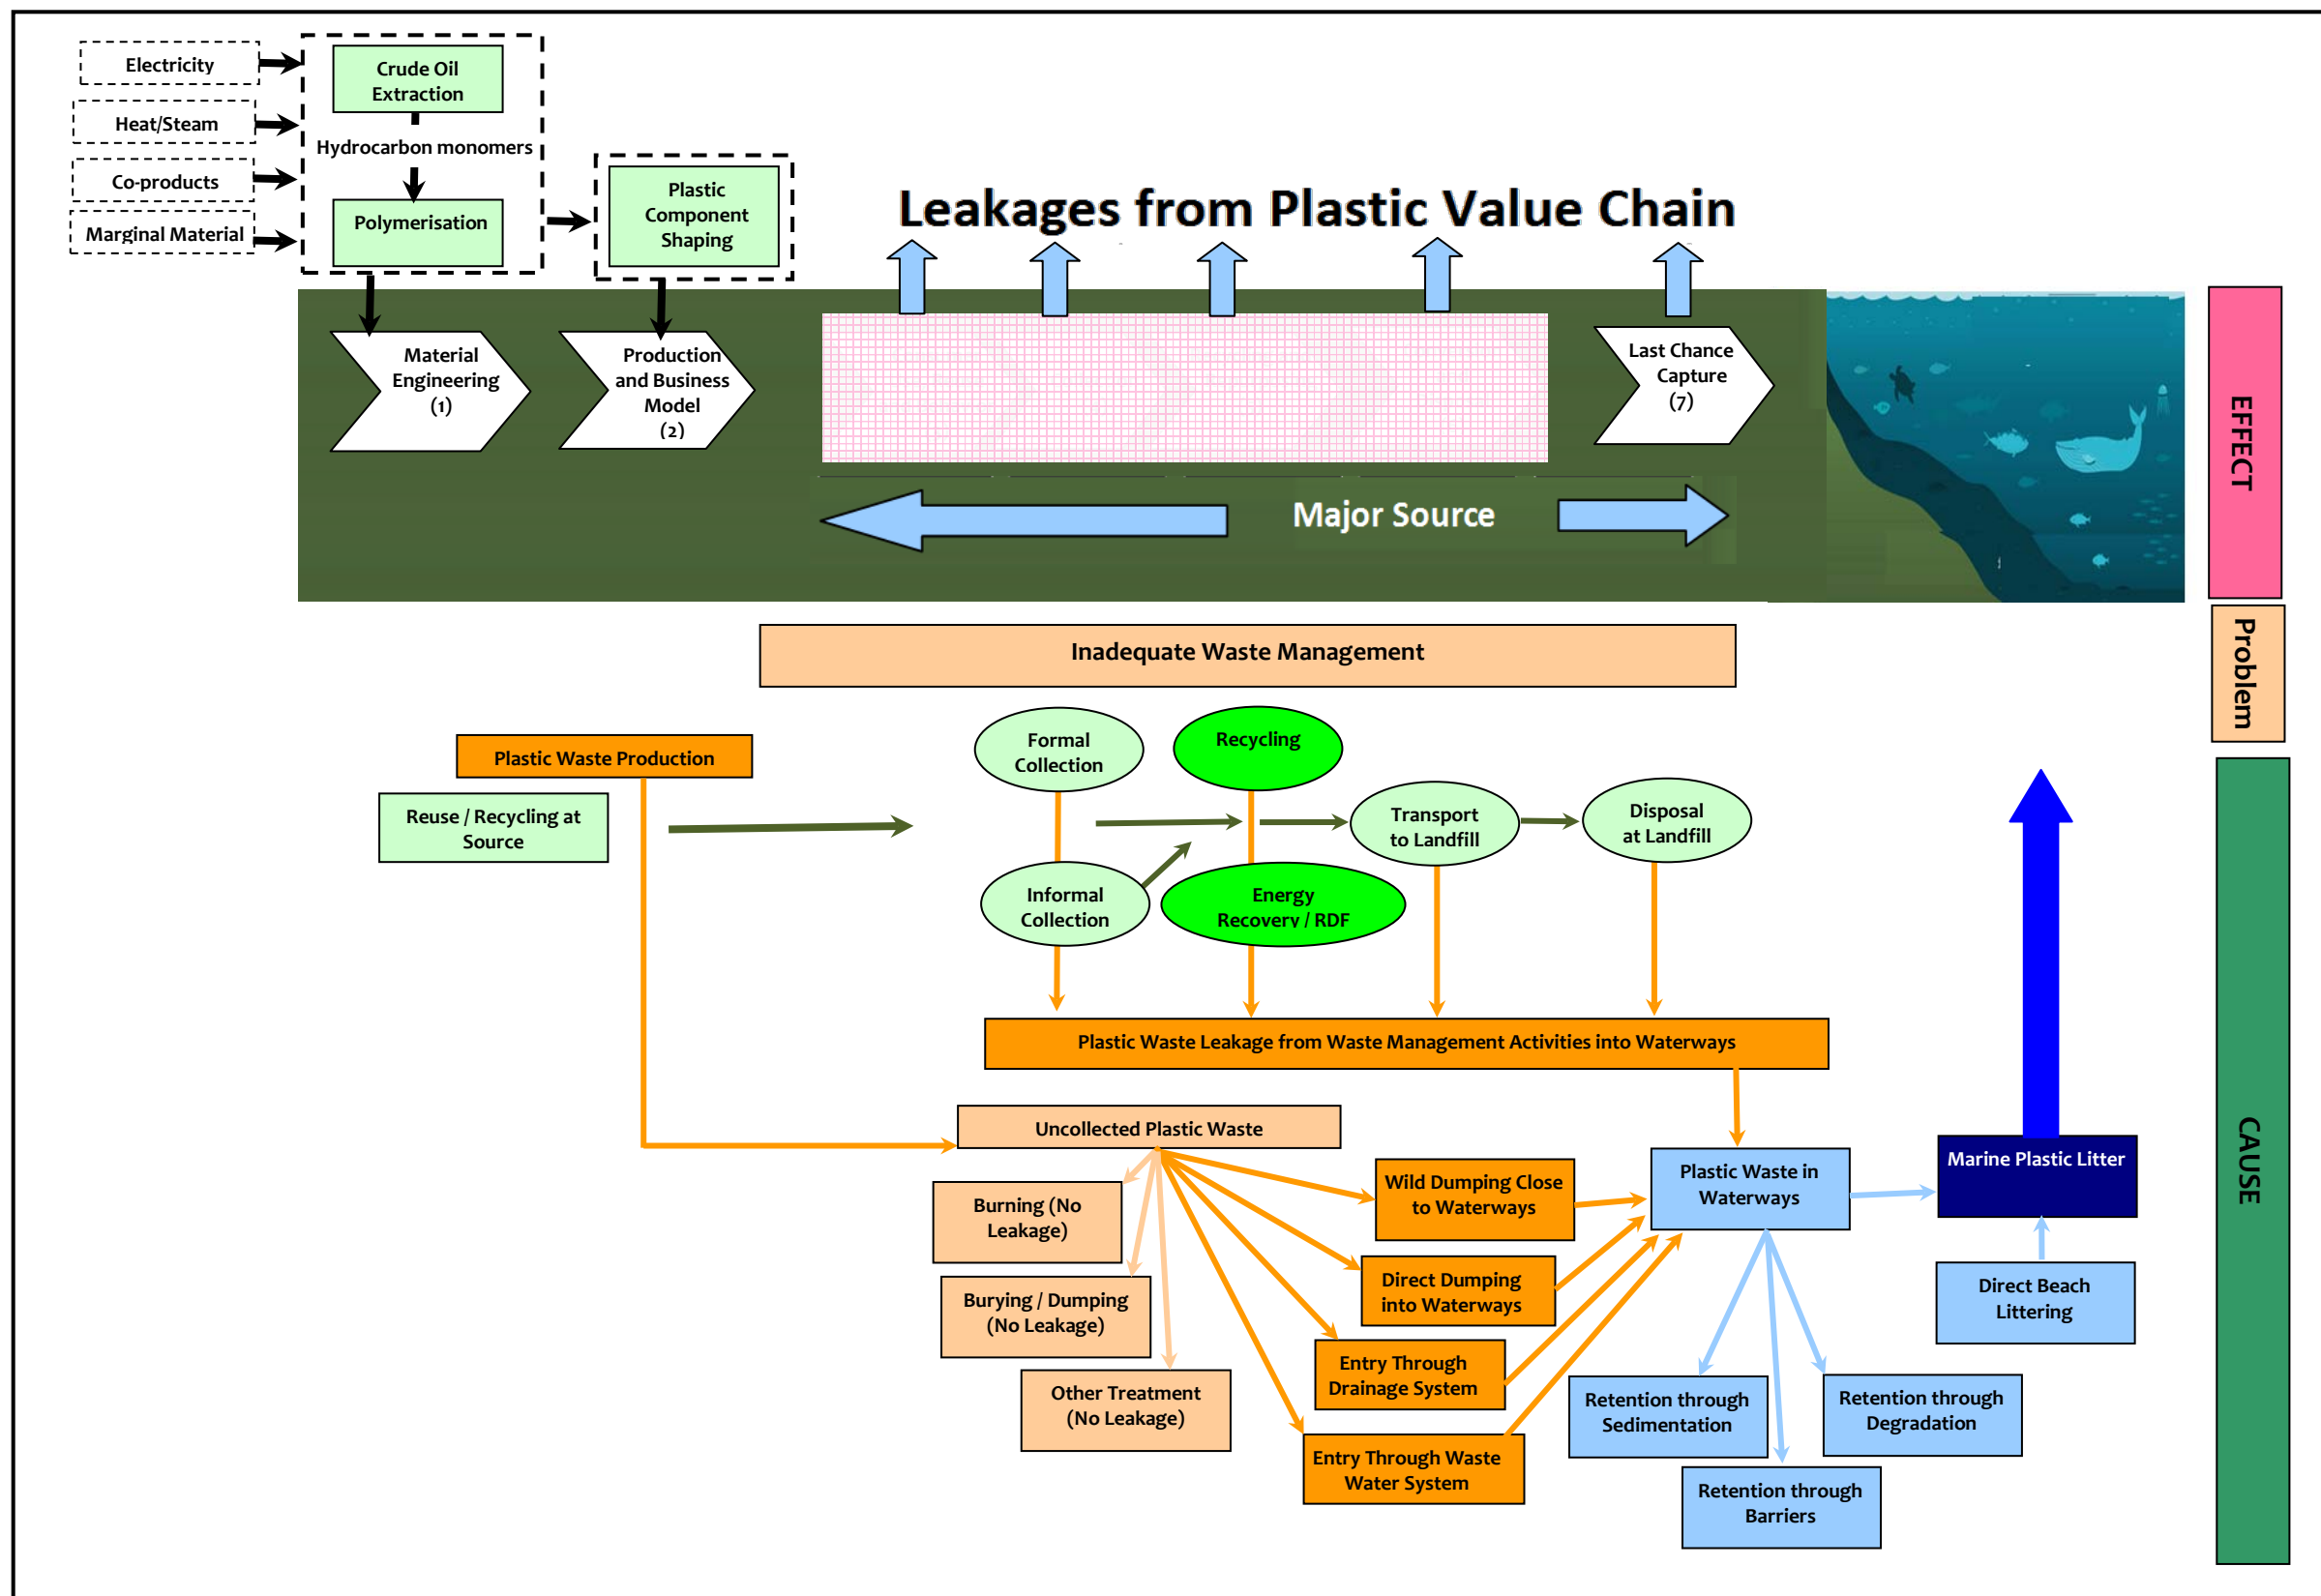 Electricity
Heat/Steam
Co-products
Marginal Material
Crude Oil
Extraction
Hydrocarbon monomers
Polymerisation
Plastic
Component
Shaping
Leakages from Plastic Value Chain
Material
Engineering
(1)
Production
and Business
Model
(2)
Last Chance
Capture
(7)
Major Source
EFFECT
Inadequate Waste Management
Problem
Plastic Waste Production
Reuse / Recycling at
Source
Formal
Collection
Recycling
Transport
to Landfill
Disposal
at Landfill
Informal
Collection
Energy
Recovery / RDF
Plastic Waste Leakage from Waste Management Activities into Waterways
Uncollected Plastic Waste
Burning (No
Leakage)
Burying / Dumping
(No Leakage)
Other Treatment
(No Leakage)
Wild Dumping Close
to Waterways
Direct Dumping
into Waterways
Entry Through
Drainage System
Entry Through Waste
Water System
Plastic Waste in
Waterways
Marine Plastic Litter
Direct Beach
Littering
Retention through
Sedimentation
Retention through
Degradation
Retention through
Barriers
CAUSE